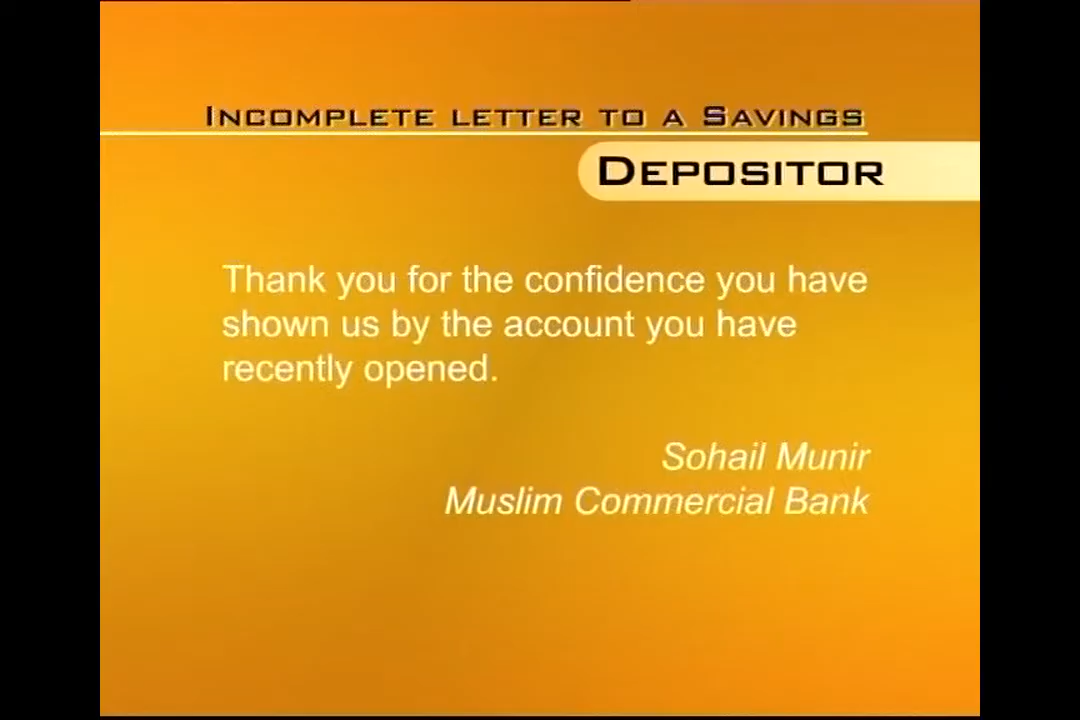 INCOMPLETE LETTER TO A SAVINGS
DEPOSITOR
Thank you for the confidence you have
shown us by the account you have
recently opened.
Sohail Munir
Muslim Commercial Bank